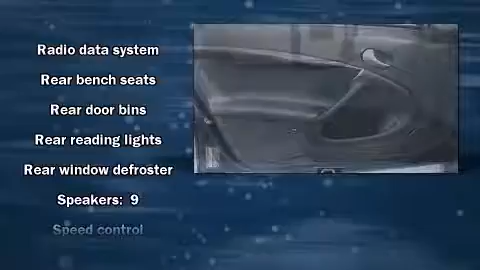 Radio data system
Rear bench seats
Rear door bins
Rear reading lights
Rear window defroster
Speakers: 9
Speed control